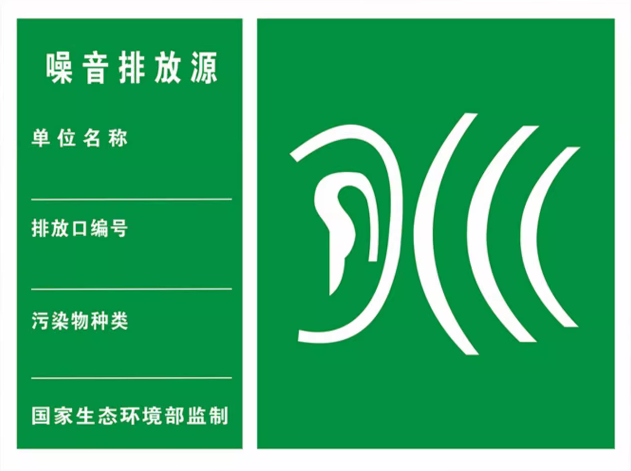 噪音排放源
单位名称
排放口编号
污染物种类
国家生态环境部监制